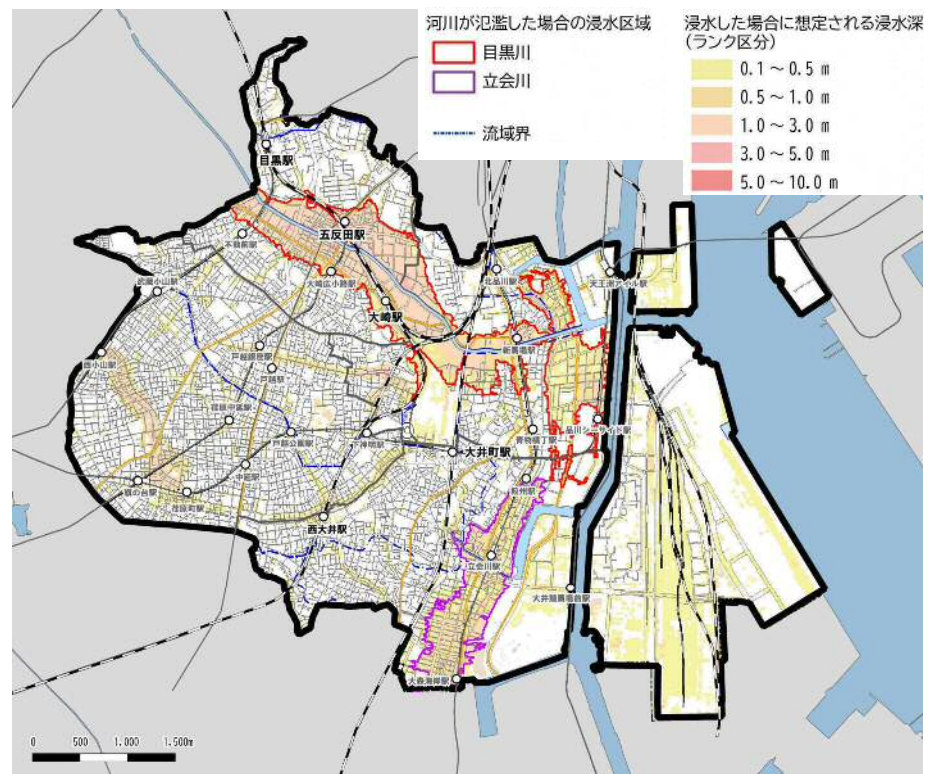 河川が氾濫した場合の浸水区域
目黒川
立会川
流域界
浸水した場合に想定される浸水深
(ランク区分)
0.1～0.5 m
0.5～1.0 m
1.0～3.0 m
3.0～5.0 m
5.0～10.0 m
目黒駅
五反田駅
不動前駅
大崎広小路駅
北品川駅
天王洲アイル駅
武蔵小山駅
大崎駅
新馬場駅
戸越銀座駅
西小山駅
戸越駅
荏原中延駅
戸越公園駅
下神明駅
青物横丁駅
品川シーサイド駅
大井町駅
中延駅
旗の台駅
荏原町駅
鮫洲駅
西大井駅
立会川駅
大井競馬場前駅
大森海岸駅
0 500 1,000 1,500m